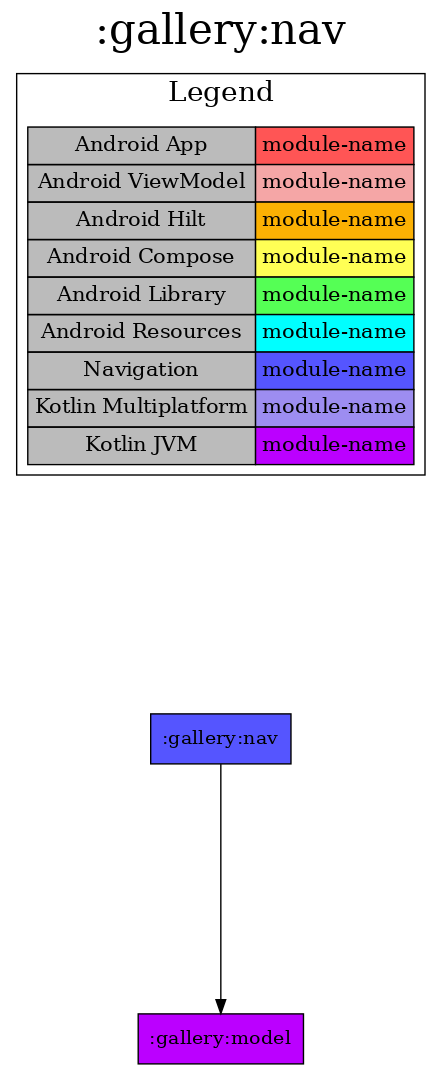 :gallery:nav
Legend
Android App module-name
Android ViewModel module-name
Android Hilt module-name
Android Compose module-name
Android Library module-name
Android Resources module-name
Navigation module-name
Kotlin Multiplatform module-name
Kotlin JVM module-name
:gallery:nav
:gallery:model